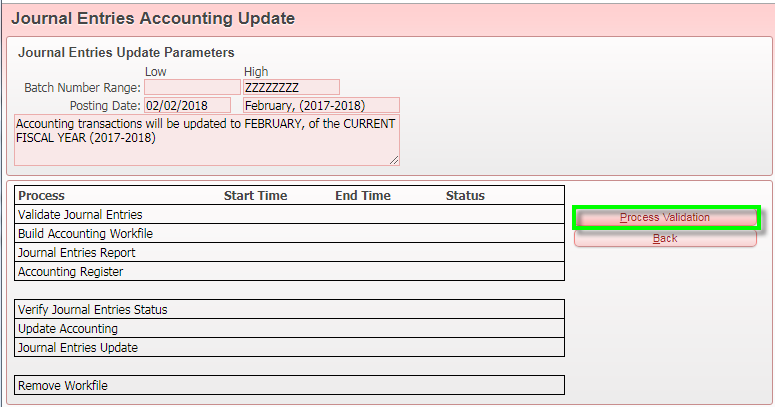 Journal Entries Accounting Update
Journal Entries Update Parameters
Low High
Batch Number Range: ZZZZZZZZ
Posting Date: 02/02/2018 February, (2017-2018)
Accounting transactions will be updated to FEBRUARY, of the CURRENT
FISCAL YEAR (2017-2018)
Process Start Time End Time Status
Validate Journal Entries
Process Validation
Build Accounting Workfile
Back
Journal Entries Report
Accounting Register
Verify Journal Entries Status
Update Accounting
Journal Entries Update
Remove Workfile